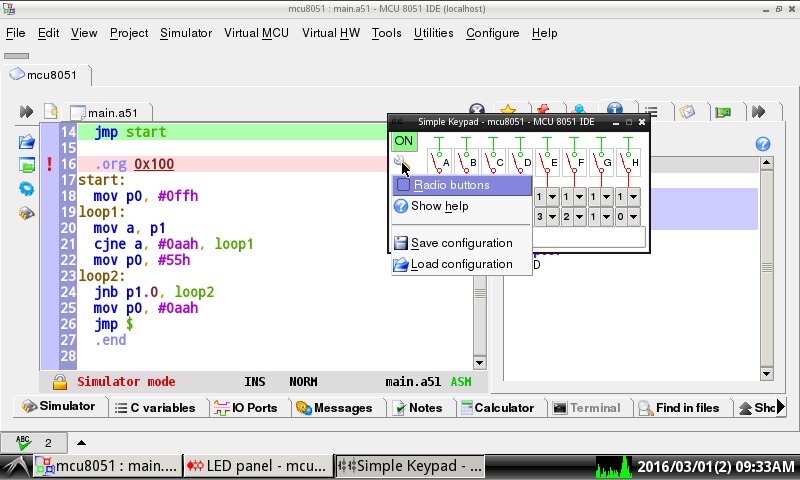 mcu8051 : main.a51 - MCU 8051 IDE (localhost)
File Edit View Project Simulator Virtual MCU Virtual HW Tools Utilities Configure Help
mcu8051
main.a51
Simple Keypad - mcu8051 - MCU 8051 IDE
ON
A B C D E F G H
Radio buttons
Show help
Save configuration
Load configuration
1 1 1 1
3 2 1 0
D
14 jmp start
15
! 16 .org 0x100
17 start:
18 mov p0, #0ffh
19 loop1:
20 mov a, p1
21 cjne a, #0aah, loop1
22 mov p0, #55h
23 loop2:
24 jnb p1.0, loop2
25 mov p0, #0aah
26 jmp $
27 .end
28
Simulator mode INS NORM main.a51 ASM
Simulator C variables IO Ports Messages Notes Calculator Terminal Find in files
ABC 2
mcu8051 : main.... LED panel - mcu... Simple Keypad - ... 2016/03/01(2) 09:33AM